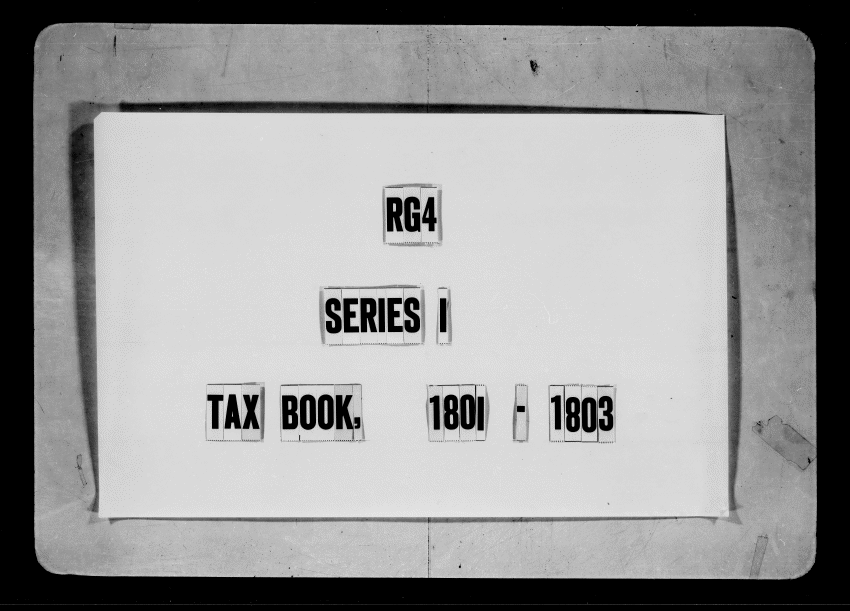 RG4
SERIES I
TAX BOOK, 1801 - 1803